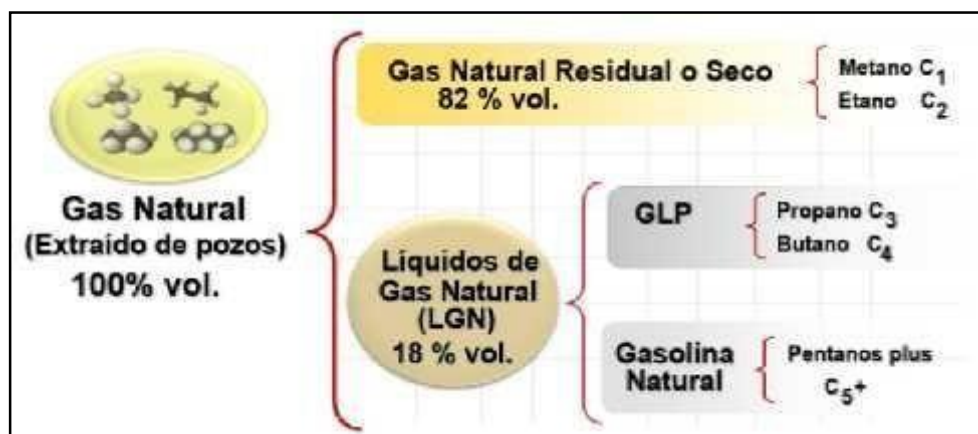 Gas Natural
(Extraído de pozos)
100% vol.
Gas Natural Residual o Seco
82 % vol.
Metano C₁
Etano C₂
Líquidos de
Gas Natural
(LGN)
18 % vol.
GLP
Propano C₃
Butano C₄
Gasolina
Natural
Pentanos plus
C₅+